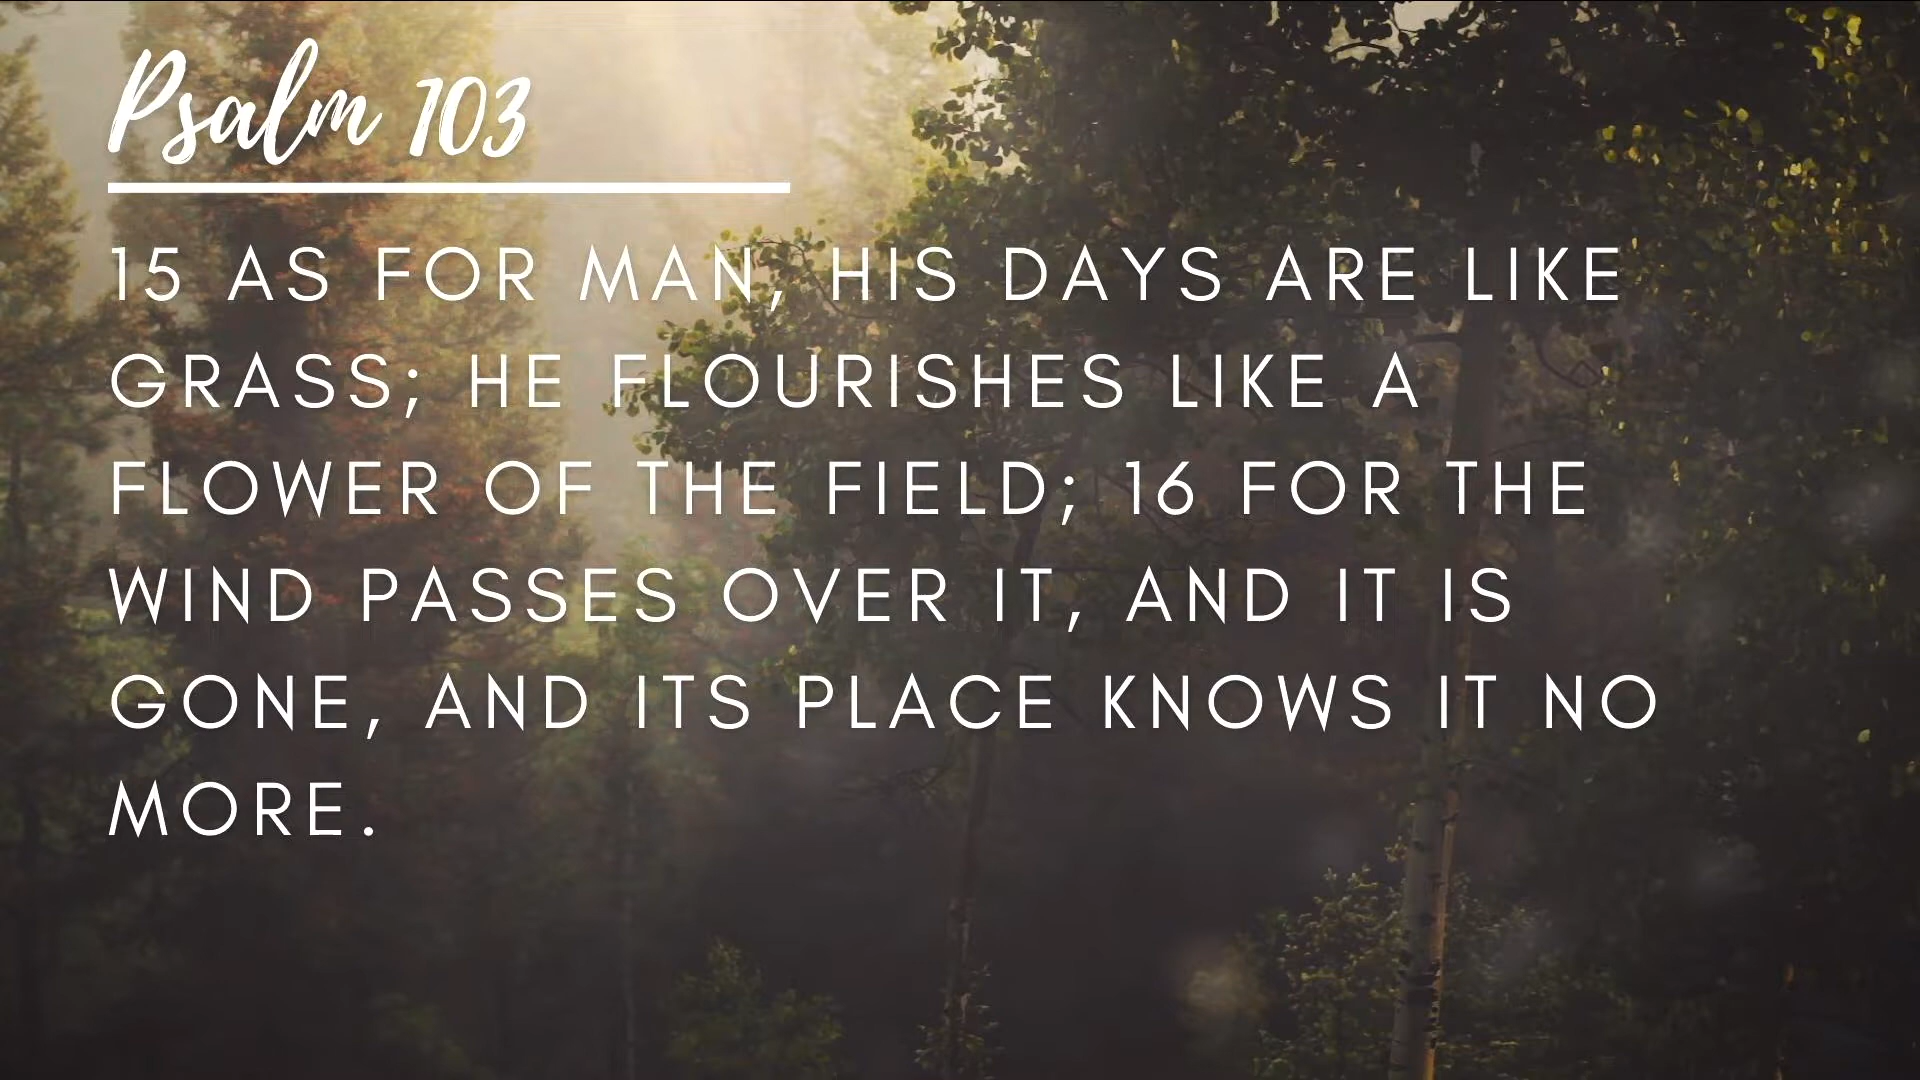 Psalm 103
15 AS FOR MAN, HIS DAYS ARE LIKE
GRASS; HE FLOURISHES LIKE A
FLOWER OF THE FIELD; 16 FOR THE
WIND PASSES OVER IT, AND IT IS
GONE, AND ITS PLACE KNOWS IT NO
MORE.